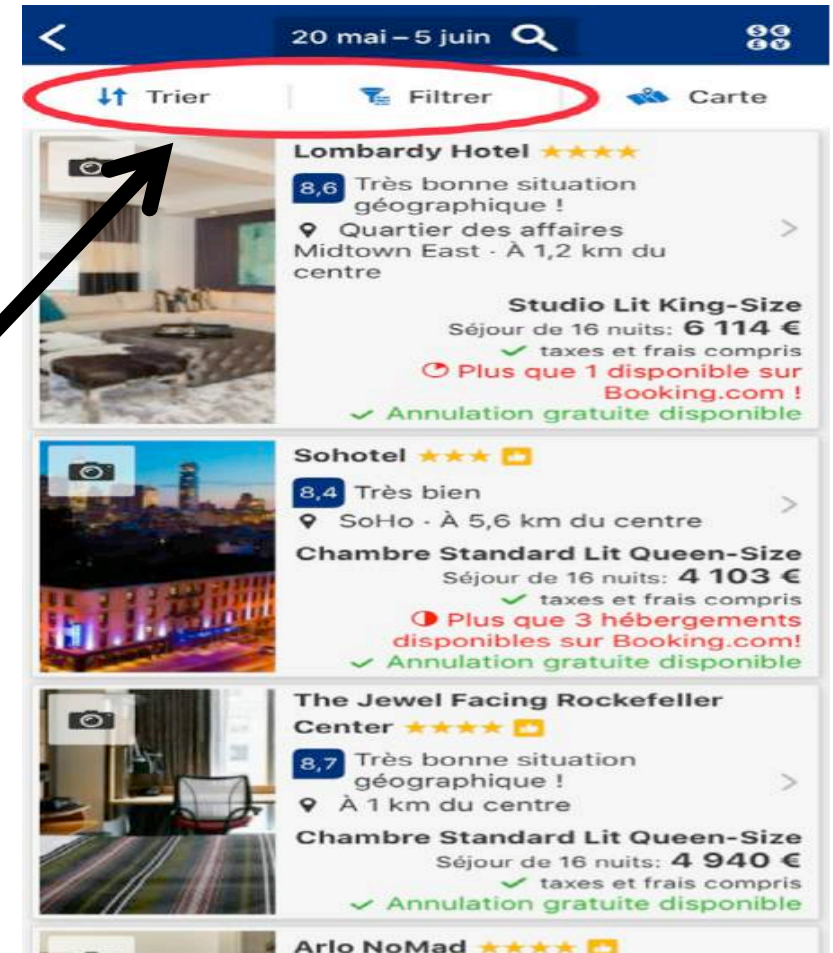 20 mai – 5 juin
Trier
Filtrer
Carte
Lombardy Hotel
8,6 Très bonne situation
géographique !
Quartier des affaires
Midtown East · À 1,2 km du
centre
Studio Lit King-Size
Séjour de 16 nuits: 6 114 €
taxes et frais compris
Plus que 1 disponible sur
Booking.com !
Annulation gratuite disponible
Sohotel
8,4 Très bien
SoHo · À 5,6 km du centre
Chambre Standard Lit Queen-Size
Séjour de 16 nuits: 4 103 €
taxes et frais compris
Plus que 3 hébergements
disponibles sur Booking.com!
Annulation gratuite disponible
The Jewel Facing Rockefeller
Center
8,7 Très bonne situation
géographique !
À 1 km du centre
Chambre Standard Lit Queen-Size
Séjour de 16 nuits: 4 940 €
taxes et frais compris
Annulation gratuite disponible
Arlo NoMad